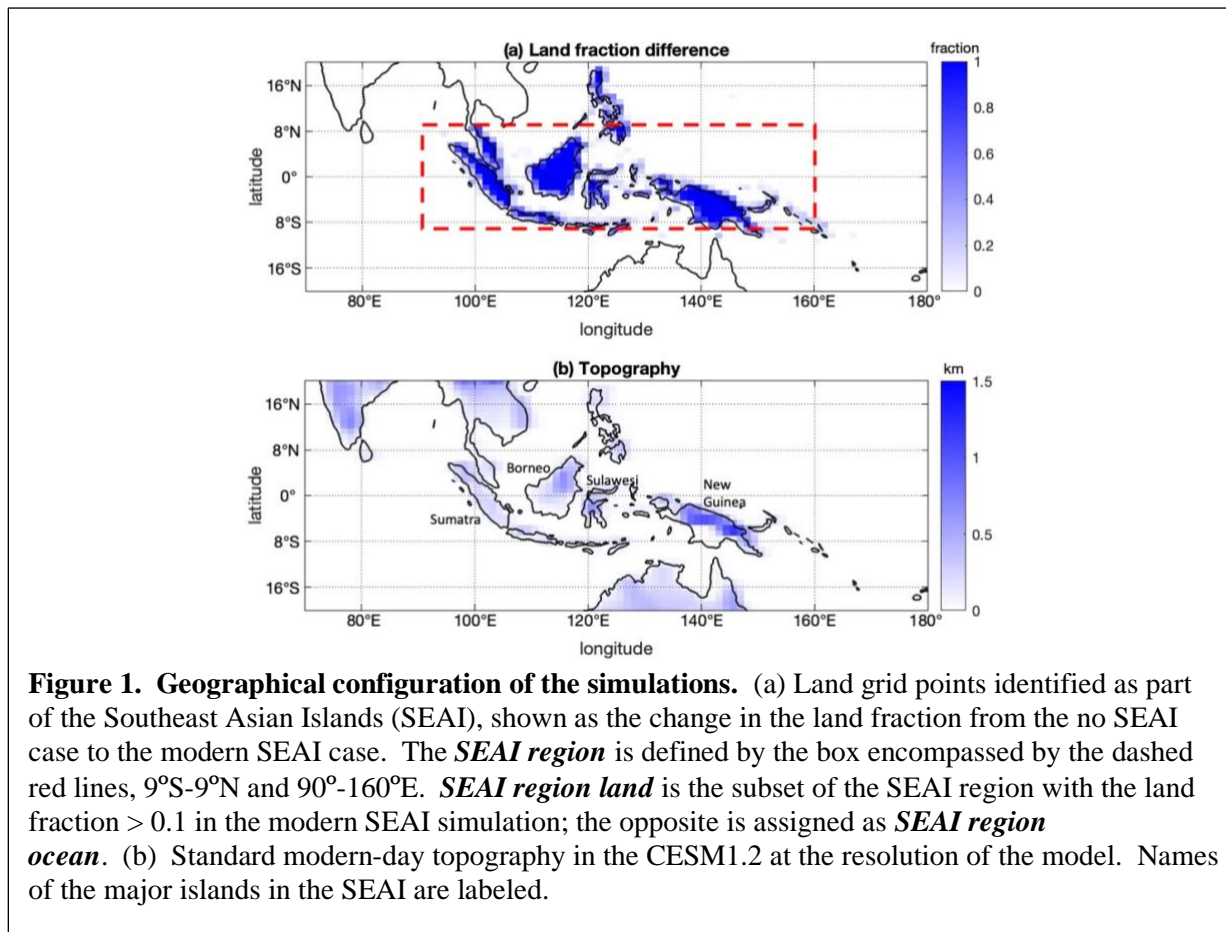 (a) Land fraction difference
fraction
1
16°N
0.8
8°N
0.6
latitude
0°
0.4
8°S
0.2
16°S
0
80°E 100°E 120°E 140°E 160°E 180°
longitude
(b) Topography
km
1.5
16°N
8°N
1
Borneo
Sulawesi
New
Guinea
latitude
0°
Sumatra
0.5
8°S
16°S
0
80°E 100°E 120°E 140°E 160°E 180°
longitude
Figure 1. Geographical configuration of the simulations. (a) Land grid points identified as part
of the Southeast Asian Islands (SEAI), shown as the change in the land fraction from the no SEAI
case to the modern SEAI case. The SEAI region is defined by the box encompassed by the dashed
red lines, 9°S-9°N and 90°-160°E. SEAI region land is the subset of the SEAI region with the land
fraction > 0.1 in the modern SEAI simulation; the opposite is assigned as SEAI region
ocean. (b) Standard modern-day topography in the CESM1.2 at the resolution of the model. Names
of the major islands in the SEAI are labeled.